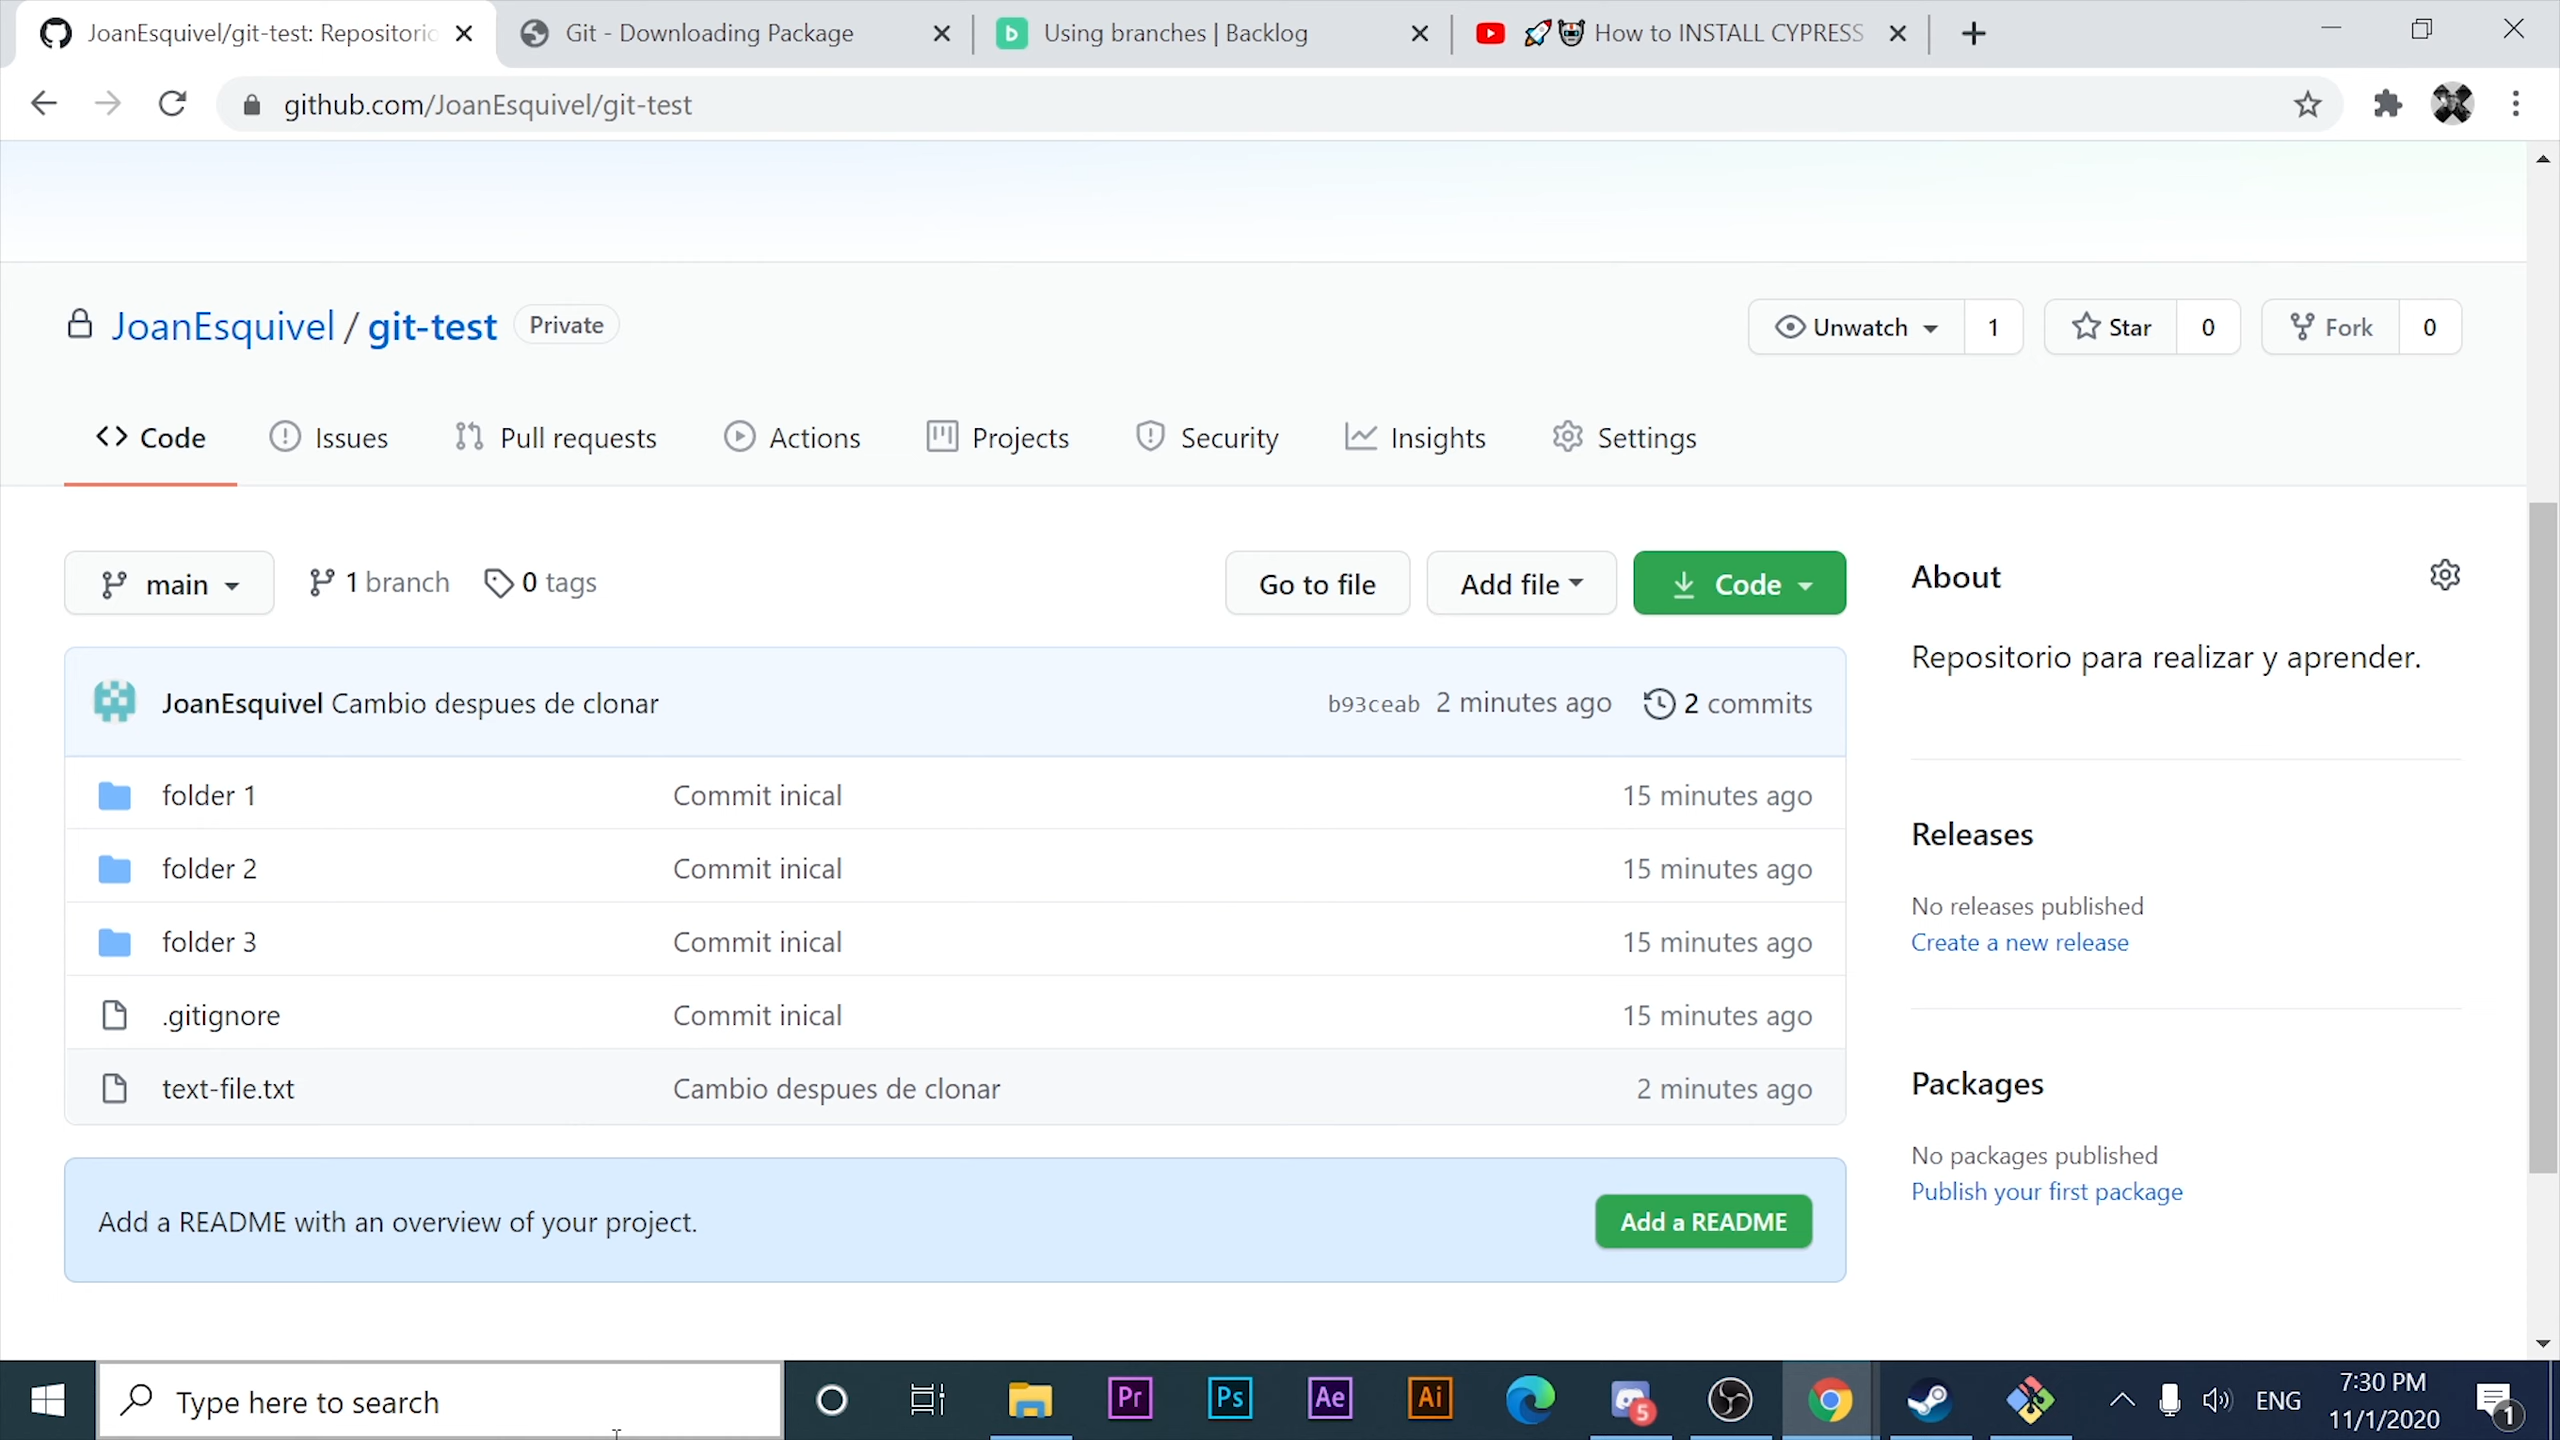 JoanEsquivel/git-test: Repositorio
Git - Downloading Package
b
Using branches | Backlog
How to INSTALL CYPRESS
github.com/JoanEsquivel/git-test
JoanEsquivel / git-test
Private
Unwatch
1
Star
0
Fork
0
Code
Issues
Pull requests
Actions
Projects
Security
Insights
Settings
main
1 branch
0 tags
Go to file
Add file
Code
JoanEsquivel Cambio despues de clonar
b93ceab 2 minutes ago
2 commits
folder 1 Commit inical 15 minutes ago
folder 2 Commit inical 15 minutes ago
folder 3 Commit inical 15 minutes ago
.gitignore Commit inical 15 minutes ago
text-file.txt Cambio despues de clonar 2 minutes ago
Add a README with an overview of your project.
Add a README
About
Repositorio para realizar y aprender.
Releases
No releases published
Create a new release
Packages
No packages published
Publish your first package
Type here to search
Pr
Ps
Ae
Ai
5
ENG
7:30 PM
11/1/2020
1